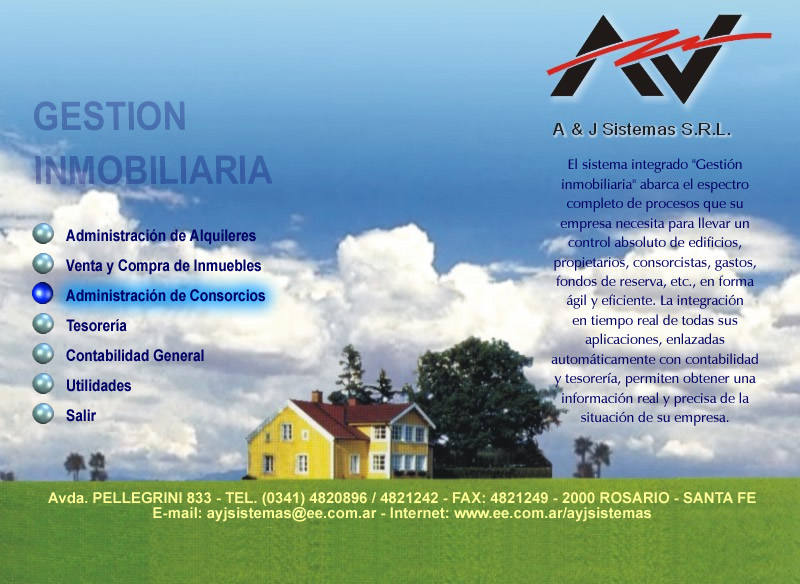 GESTION
INMOBILIARIA
Administración de Alquileres
Venta y Compra de Inmuebles
Administración de Consorcios
Tesorería
Contabilidad General
Utilidades
Salir
A & J Sistemas S.R.L.
El sistema integrado "Gestión
inmobiliaria" abarca el espectro
completo de procesos que su
empresa necesita para llevar un
control absoluto de edificios,
propietarios, consorcistas, gastos,
fondos de reserva, etc., en forma
ágil y eficiente. La integración
en tiempo real de todas sus
aplicaciones, enlazadas
automáticamente con contabilidad
y tesorería, permiten obtener una
información real y precisa de la
situación de su empresa.
Avda. PELLEGRINI 833 - TEL. (0341) 4820896 / 4821242 - FAX: 4821249 - 2000 ROSARIO - SANTA FE
E-mail: ayjsistemas@ee.com.ar - Internet: www.ee.com.ar/ayjsistemas